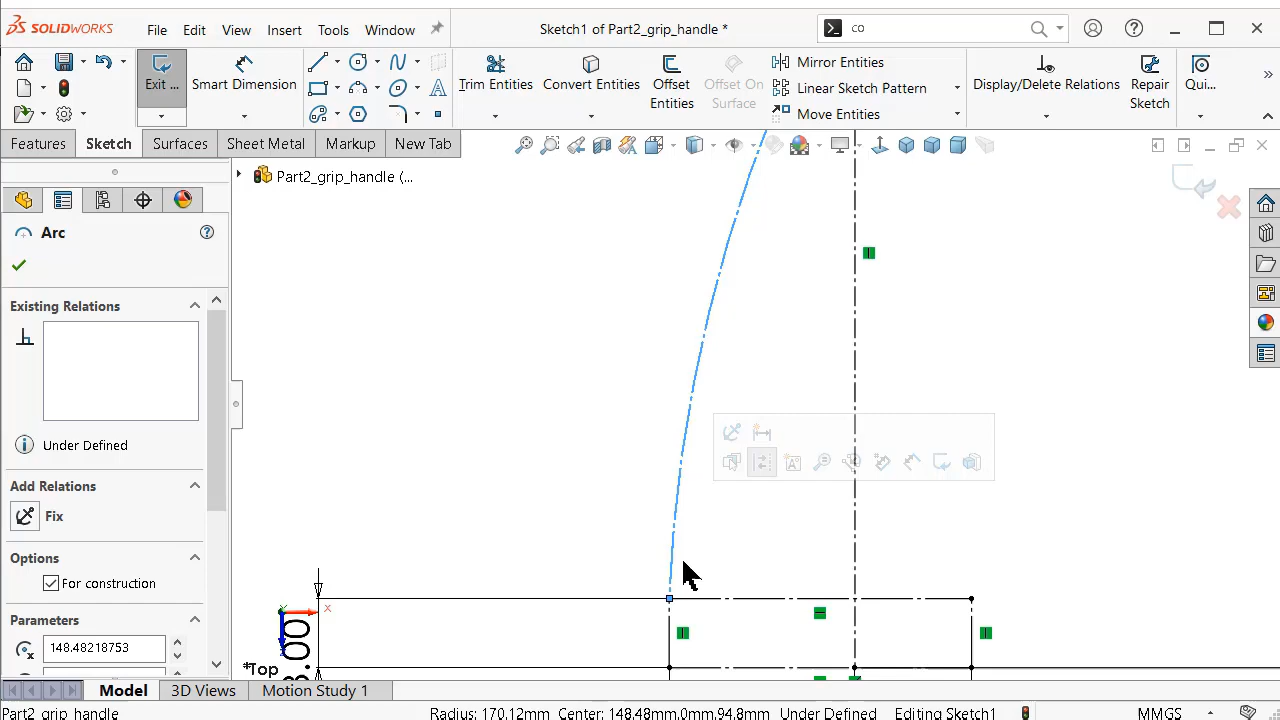 SOLIDWORKS
File Edit View Insert Tools Window
Sketch1 of Part2_grip_handle *
co
Exit ...
Smart Dimension
Trim Entities
Convert Entities
Offset Entities
Offset On Surface
Mirror Entities
Linear Sketch Pattern
Move Entities
Display/Delete Relations
Repair Sketch
Qui...
Features Sketch Surfaces Sheet Metal Markup New Tab
Part2_grip_handle (...
Arc
Existing Relations
Under Defined
Add Relations
Fix
Options
For construction
Parameters
148.48218753
x
*Top
Model 3D Views Motion Study 1
Part2_grip_handle Radius: 170.12mm Center: 148.48mm,0mm,94.8mm Under Defined Editing Sketch1 MMGS